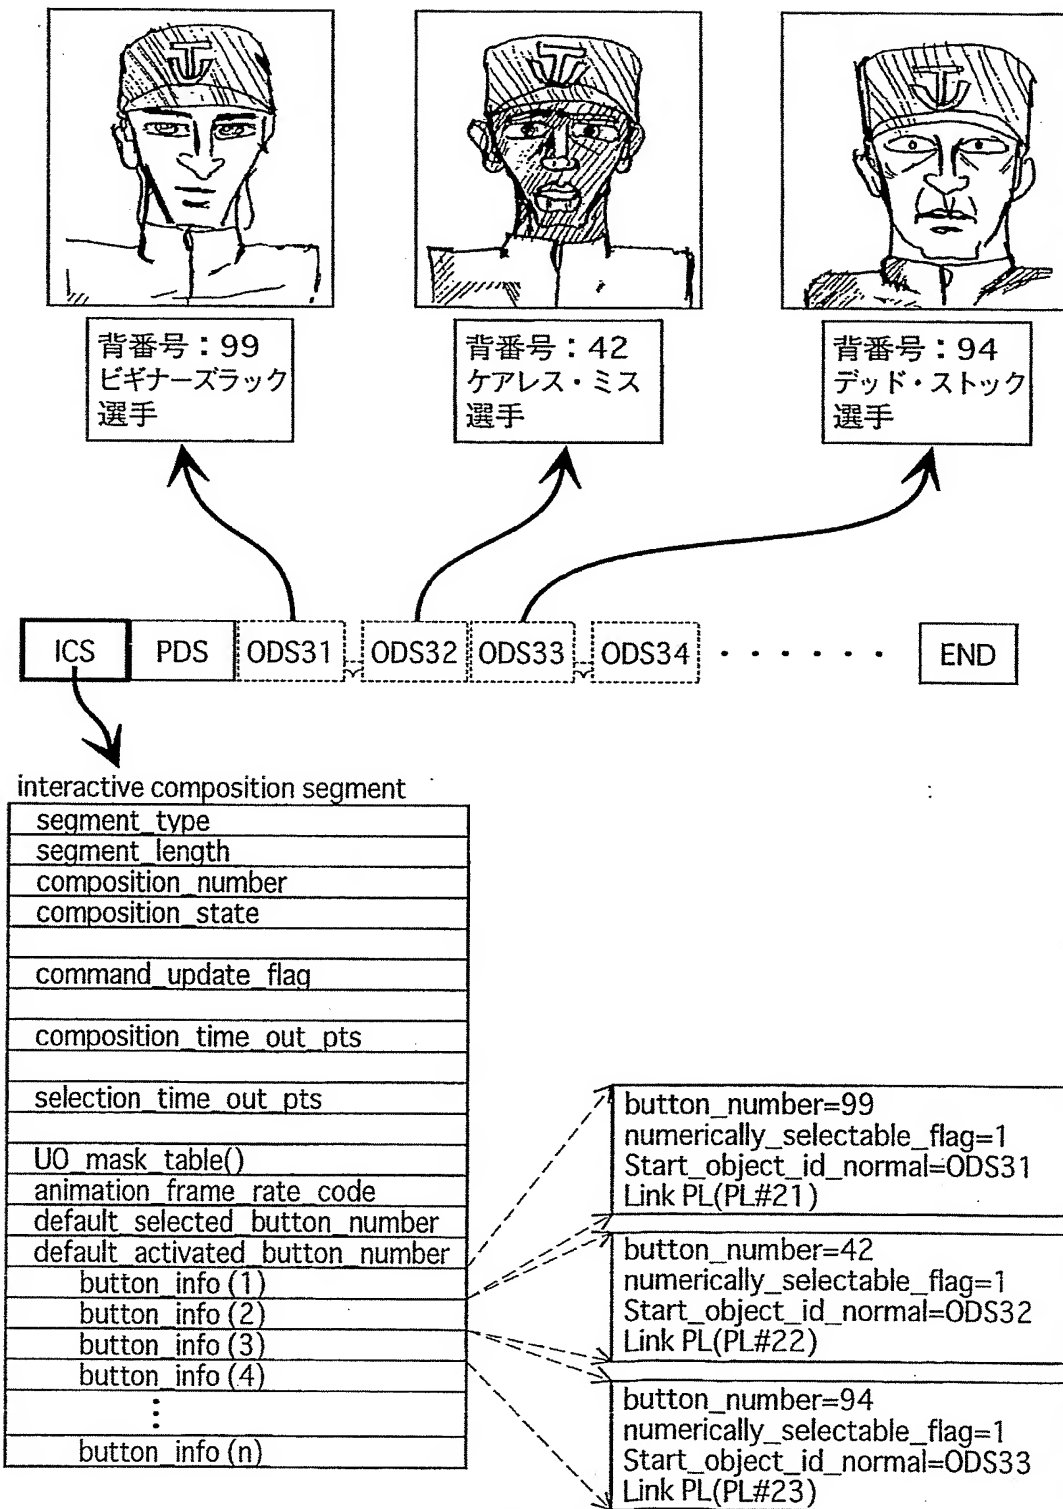 背番号：99
ビギナーズラック
選手
背番号：42
ケアレス・ミス
選手
背番号：94
デッド・ストック
選手
ICS PDS ODS31 ODS32 ODS33 ODS34 ・・・・・・ END
interactive composition segment
segment_type
segment_length
composition_number
composition_state
command_update_flag
composition_time_out_pts
selection_time_out_pts
UO_mask_table()
animation_frame_rate_code
default_selected_button_number
default_activated_button_number
button_info (1)
button_info (2)
button_info (3)
button_info (4)
⋮
button_info (n)
button_number=99
numerically_selectable_flag=1
Start_object_id_normal=ODS31
Link PL(PL#21)
button_number=42
numerically_selectable_flag=1
Start_object_id_normal=ODS32
Link PL(PL#22)
button_number=94
numerically_selectable_flag=1
Start_object_id_normal=ODS33
Link PL(PL#23)